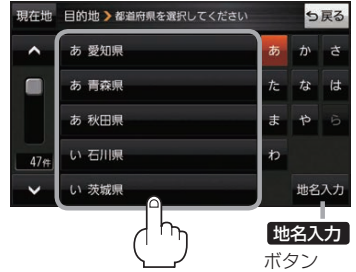 現在地 目的地 > 都道府県を選択してください 戻る
あ 愛知県 あ か さ
あ 青森県 た な は
あ 秋田県 ま や ら
い 石川県 わ
47件
い 茨城県 地名入力
地名入力
ボタン